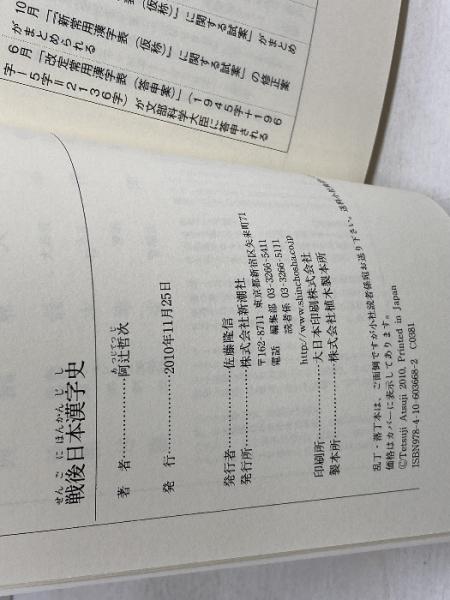 10月「「新常用漢字表(仮称)」に関する試案」の修正案
がまとめられる
6月「改定常用漢字表(答申案)」(1945字+196
字-5字=2136字)が文部科学大臣に答申される
せんごにほんかんじし
戦後日本漢字史
あつじてつじ
著者……………阿辻哲次
発行……………2010年11月25日
発行者……………佐藤隆信
発行所……………株式会社新潮社
〒162-8711 東京都新宿区矢来町71
電話 編集部 03-3266-5411
読者係 03-3266-5111
http://www.shinchosha.co.jp
印刷所……………大日本印刷株式会社
製本所……………株式会社植木製本所
乱丁・落丁本は、ご面倒ですが小社読者係宛お送り下さい。
価格はカバーに表示してあります。
©Tetsuji Atsuji 2010, Printed in Japan
ISBN978-4-10-603668-2 C0381